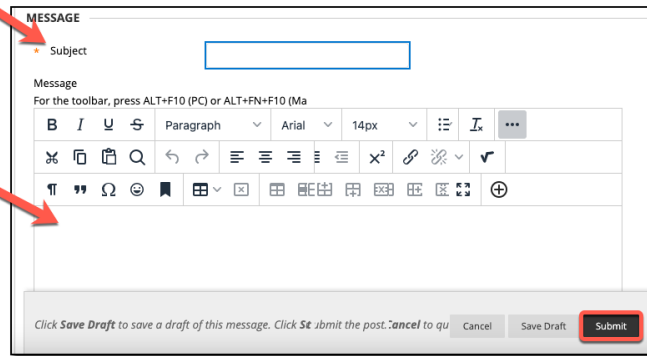 MESSAGE
* Subject
Message
For the toolbar, press ALT+F10 (PC) or ALT+FN+F10 (Ma
B I U S Paragraph Arial 14px Tx ...
x²
¶ " Ω
Click Save Draft to save a draft of this message. Click ubmit the post. ancel to qu Cancel Save Draft Submit